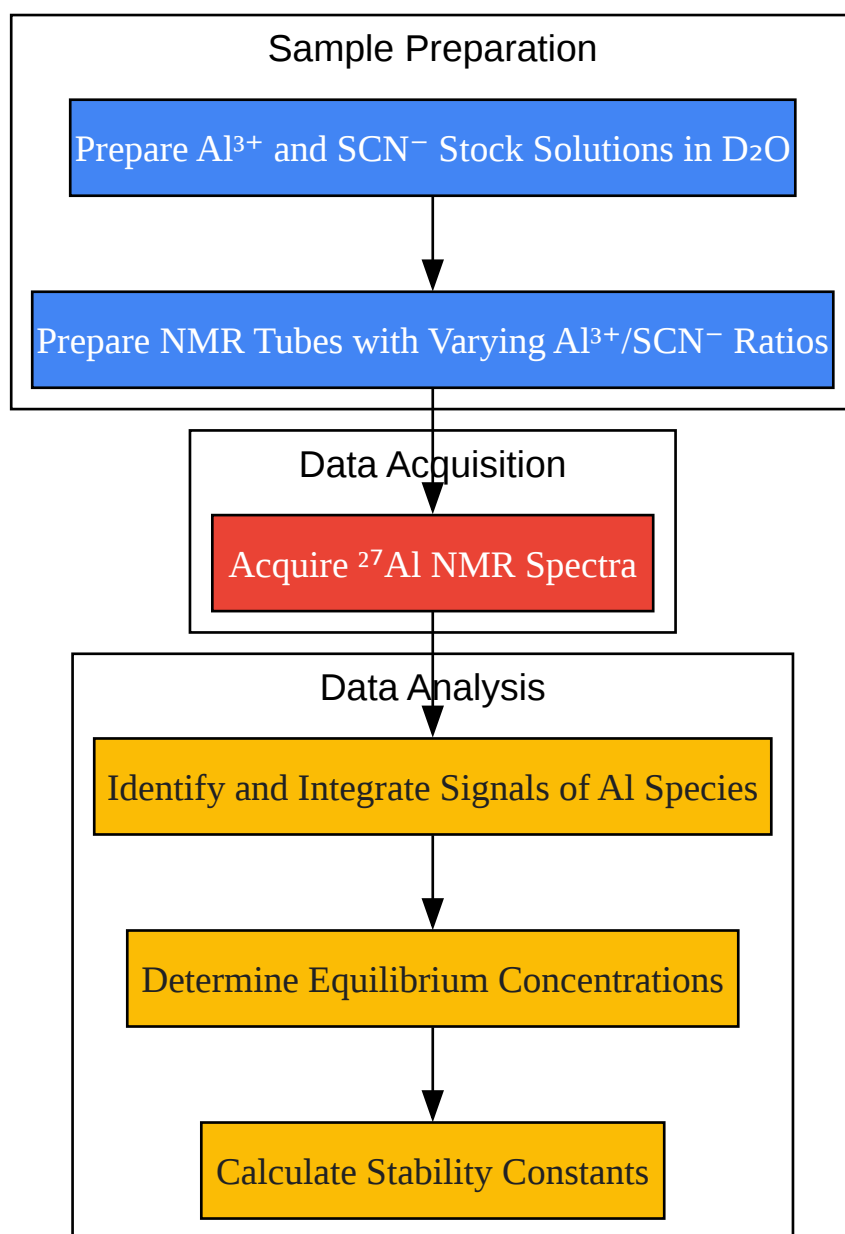 Sample Preparation
Prepare Al³⁺ and SCN⁻ Stock Solutions in D₂O
Prepare NMR Tubes with Varying Al³⁺/SCN⁻ Ratios
Data Acquisition
Acquire ²⁷Al NMR Spectra
Data Analysis
Identify and Integrate Signals of Al Species
Determine Equilibrium Concentrations
Calculate Stability Constants